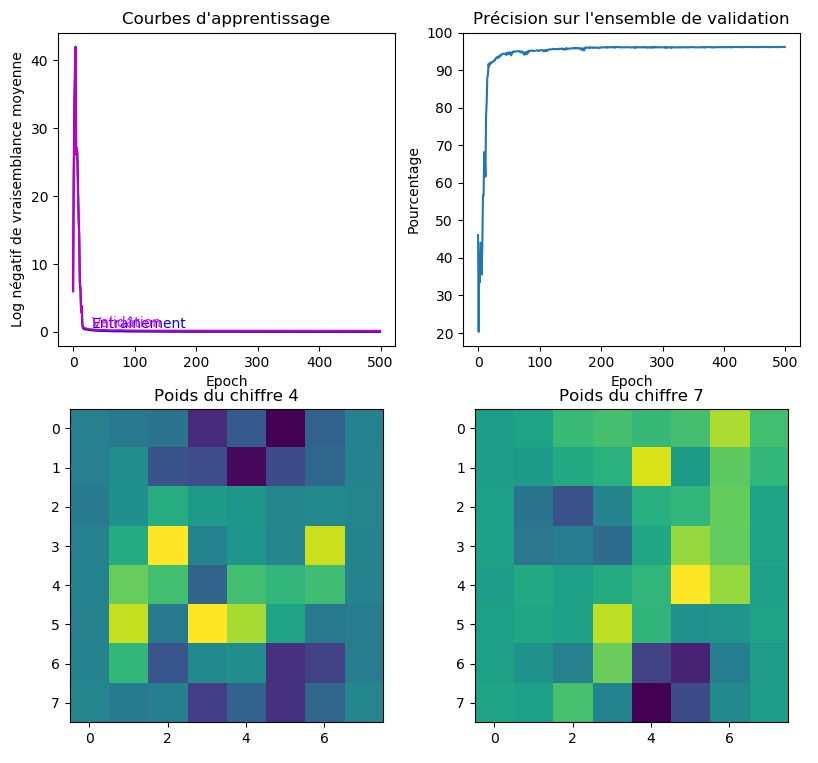 Courbes d'apprentissage
Log négatif de vraisemblance moyenne
40
30
20
10
0
Validation
Entraînement
0 100 200 300 400 500
Epoch
Précision sur l'ensemble de validation
Pourcentage
100
90
80
70
60
50
40
30
20
0 100 200 300 400 500
Epoch
Poids du chiffre 4
0
1
2
3
4
5
6
7
0 2 4 6
Poids du chiffre 7
0
1
2
3
4
5
6
7
0 2 4 6